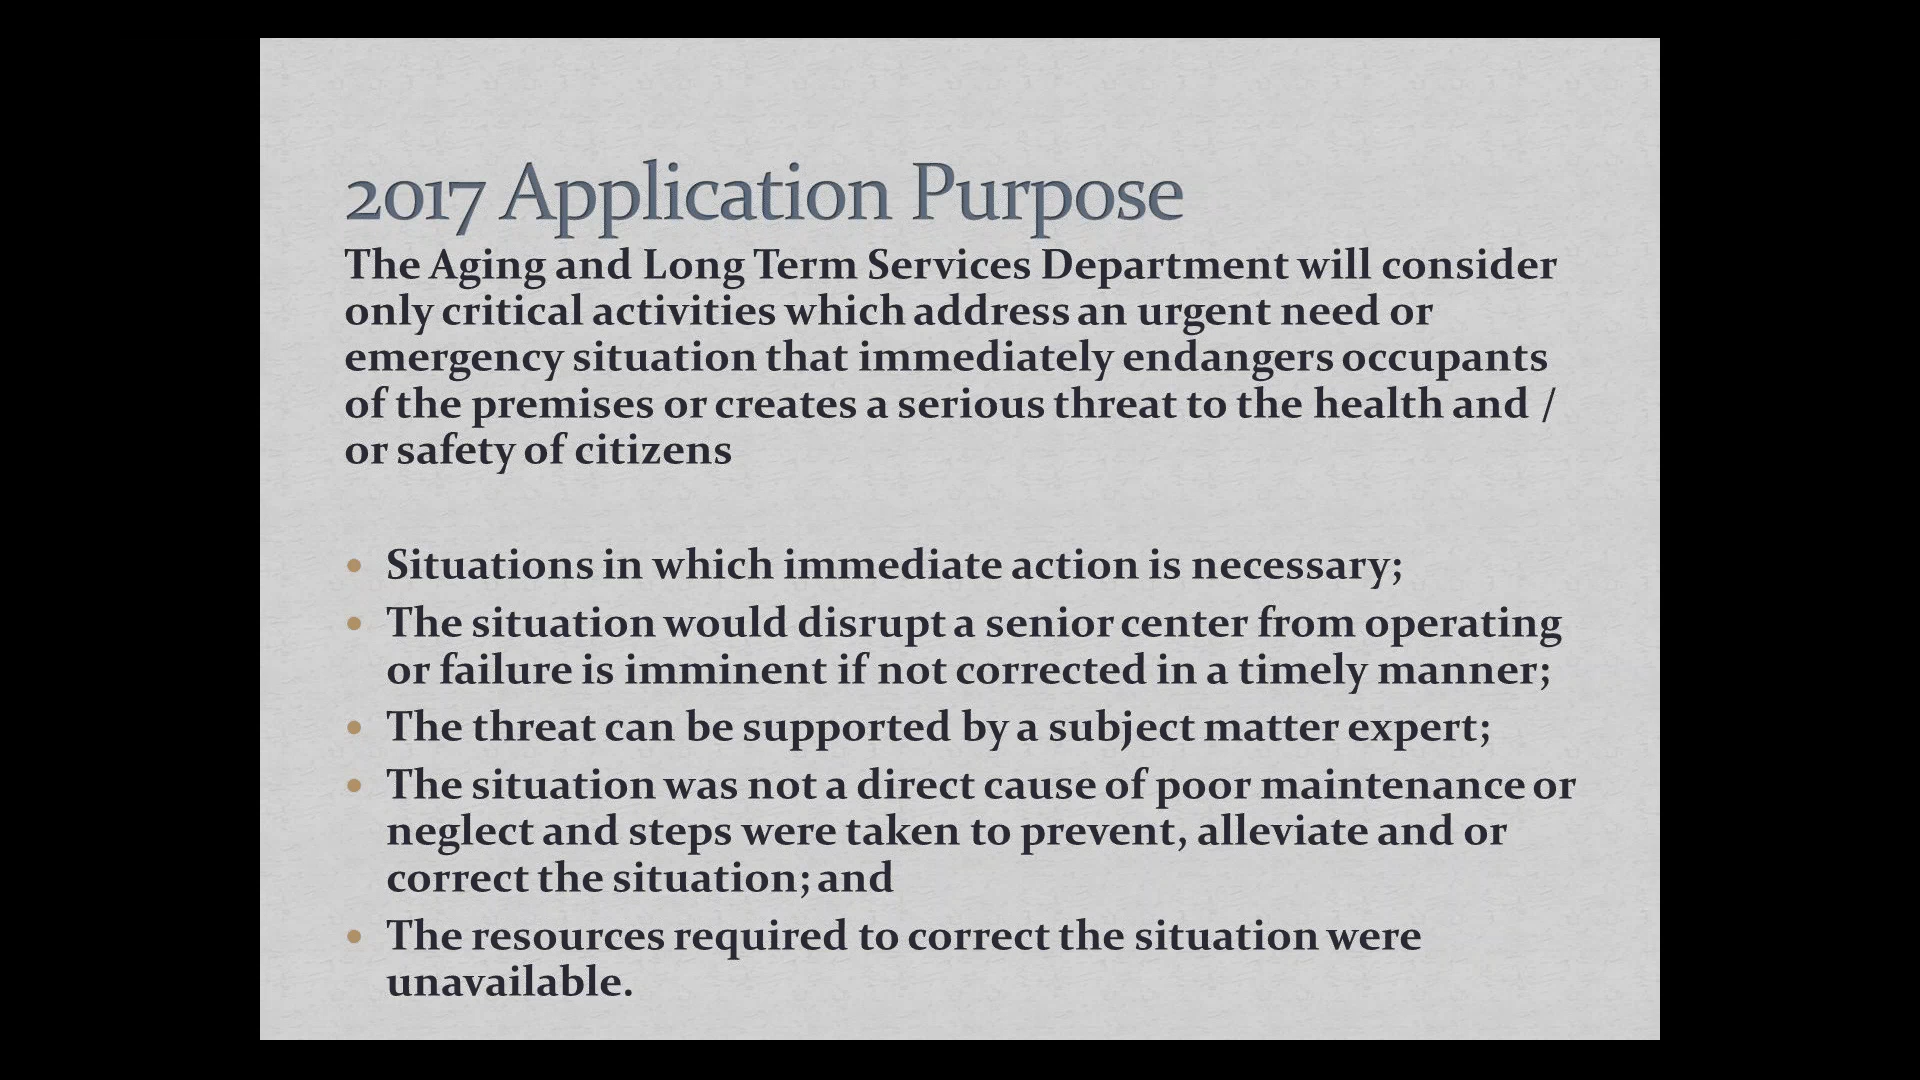 2017 Application Purpose
The Aging and Long Term Services Department will consider
only critical activities which address an urgent need or
emergency situation that immediately endangers occupants
of the premises or creates a serious threat to the health and /
or safety of citizens
• Situations in which immediate action is necessary;
• The situation would disrupt a senior center from operating
or failure is imminent if not corrected in a timely manner;
• The threat can be supported by a subject matter expert;
• The situation was not a direct cause of poor maintenance or
neglect and steps were taken to prevent, alleviate and or
correct the situation; and
• The resources required to correct the situation were
unavailable.